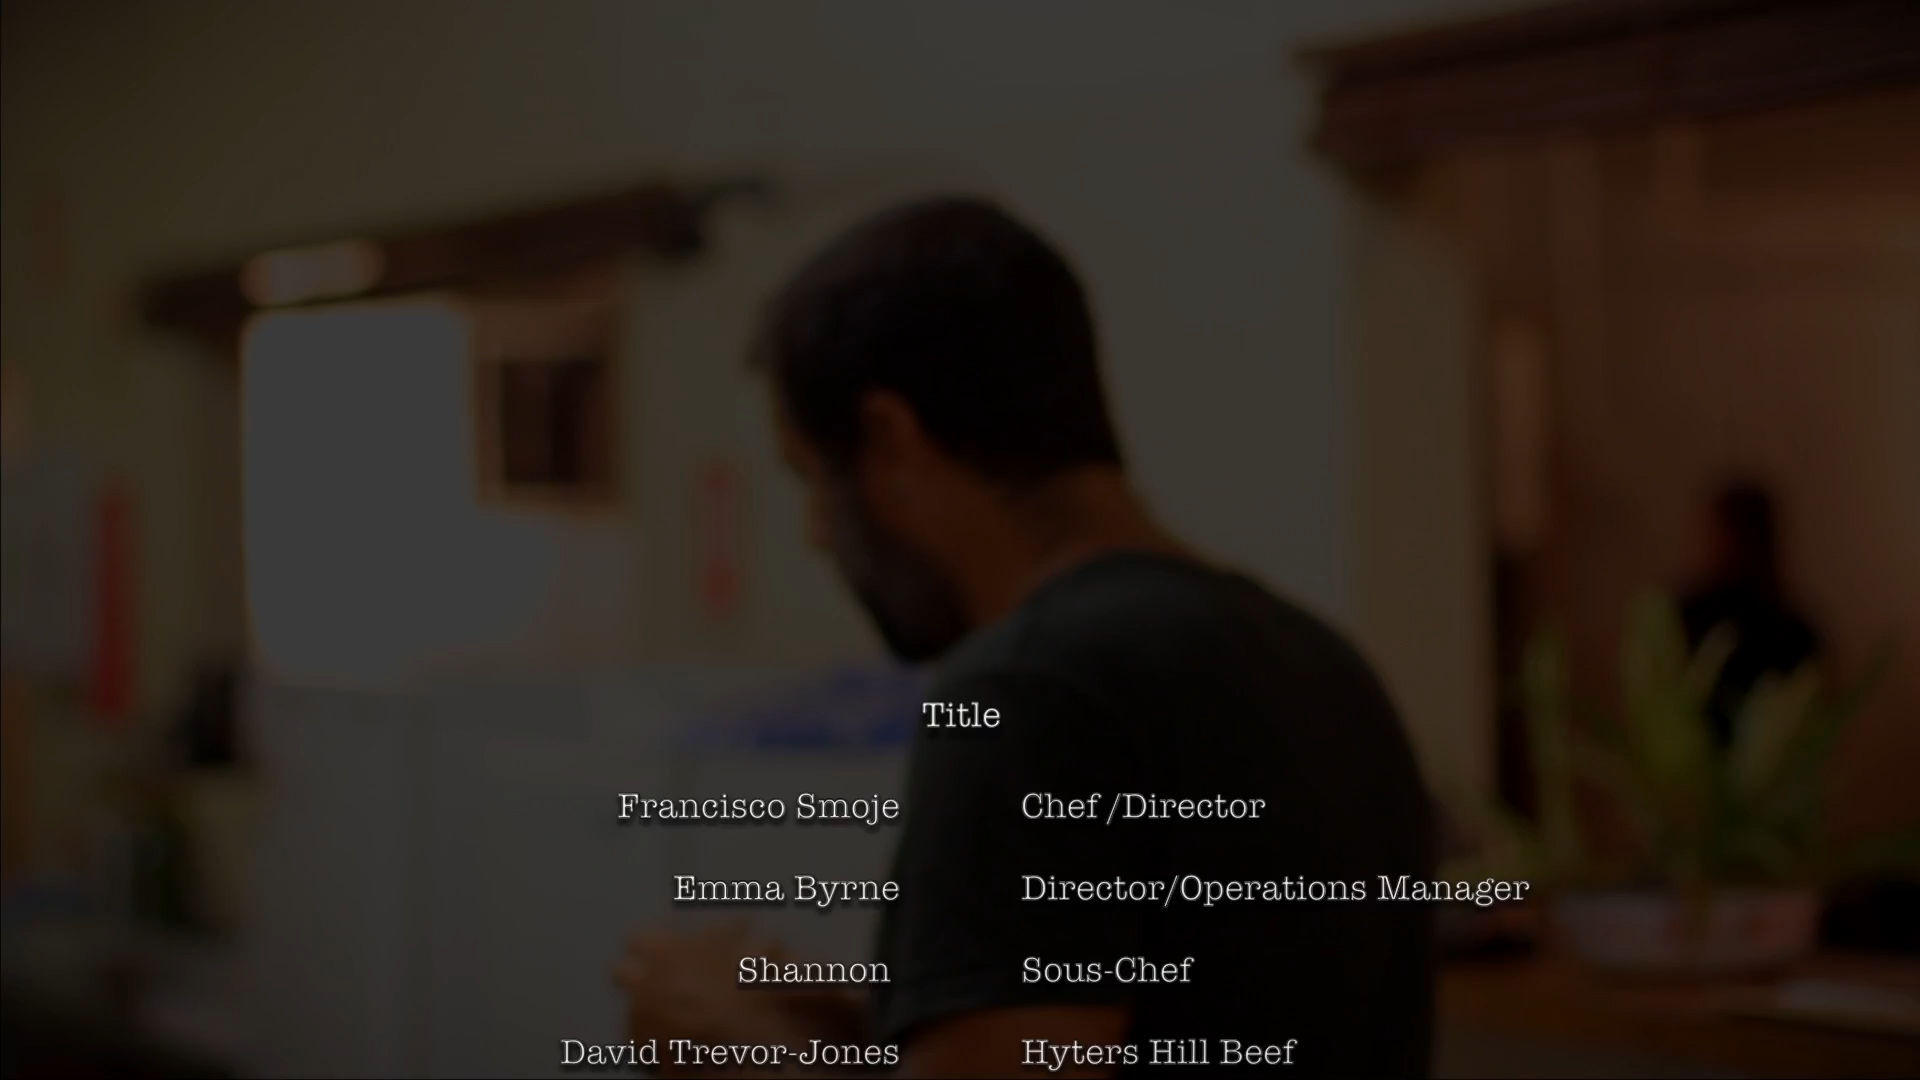 Title
Francisco Smoje Chef /Director
Emma Byrne Director/Operations Manager
Shannon Sous-Chef
David Trevor-Jones Hyters Hill Beef